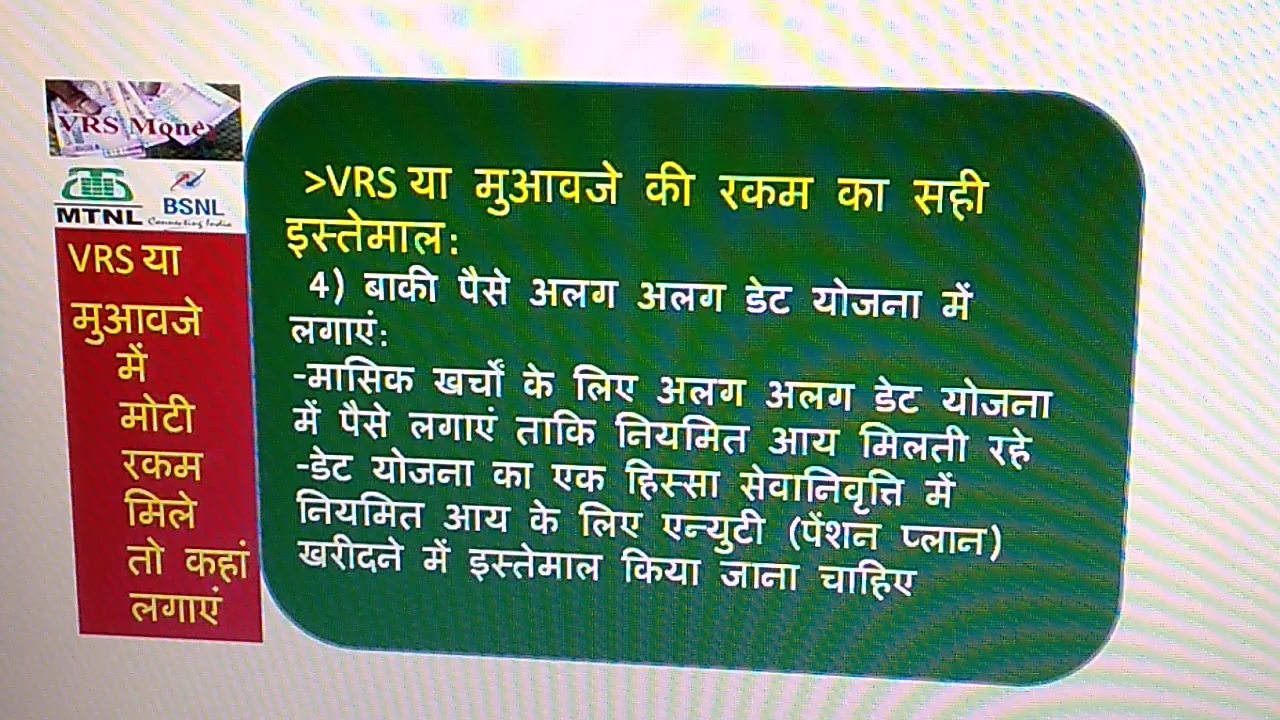 VRS Money
MTNL
BSNL
Connecting India
VRS या
मुआवजे
में
मोटी
रकम
मिले
तो कहां
लगाएं
>VRS या मुआवजे की रकम का सही
इस्तेमाल:
4) बाकी पैसे अलग अलग डेट योजना में
लगाएं:
-मासिक खर्चों के लिए अलग अलग डेट योजना
में पैसे लगाएं ताकि नियमित आय मिलती रहे
-डेट योजना का एक हिस्सा सेवानिवृत्ति में
नियमित आय के लिए एन्युटी (पेंशन प्लान)
खरीदने में इस्तेमाल किया जाना चाहिए